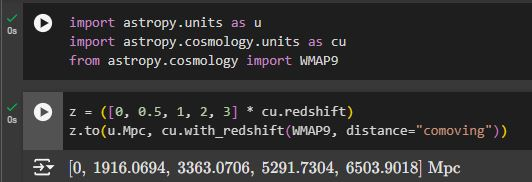 import astropy.units as u
0s
import astropy.cosmology.units as cu
from astropy.cosmology import WMAP9
z = ([0, 0.5, 1, 2, 3] * cu.redshift)
0s
z.to(u.Mpc, cu.with_redshift(WMAP9, distance="comoving"))
[0, 1916.0694, 3363.0706, 5291.7304, 6503.9018] Mpc